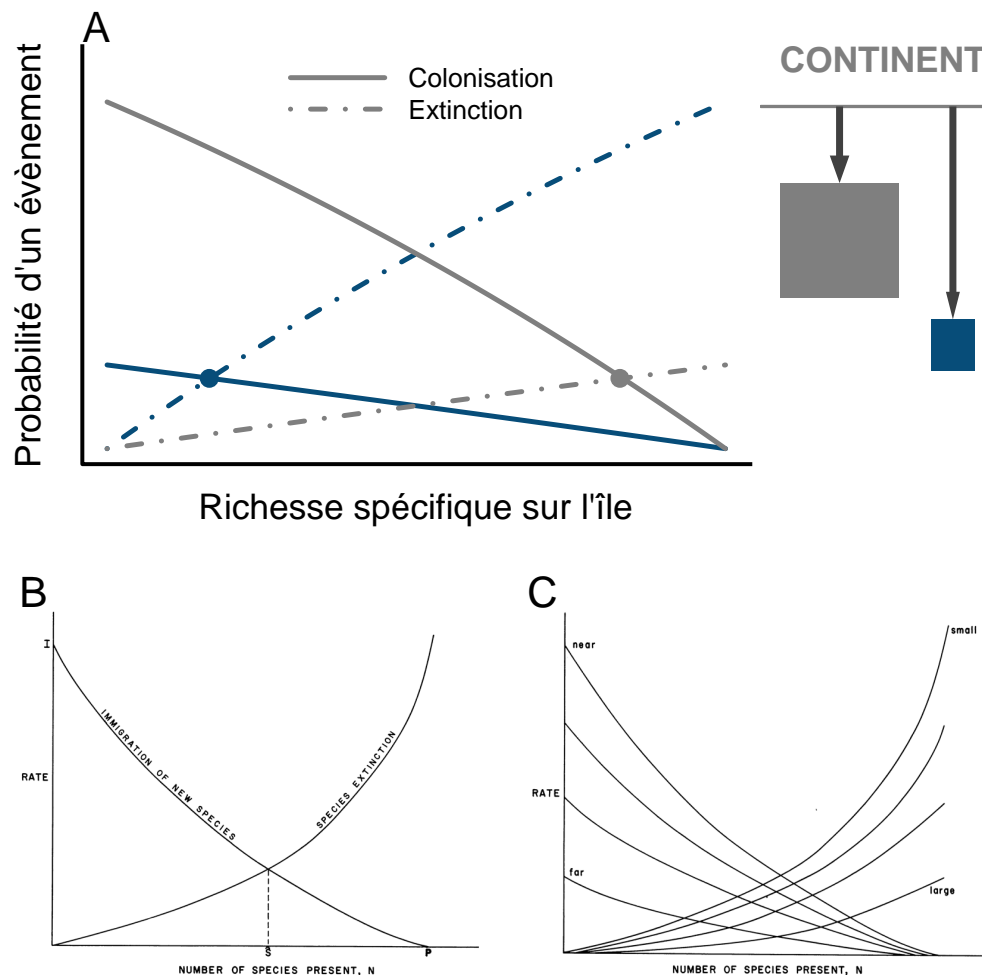 A
CONTINENT
Colonisation
Extinction
Probabilité d'un évènement
Richesse spécifique sur l'île
B
I
IMMIGRATION OF NEW SPECIES
SPECIES EXTINCTION
RATE
S
P
NUMBER OF SPECIES PRESENT, N
C
near
small
RATE
far
large
NUMBER OF SPECIES PRESENT, N